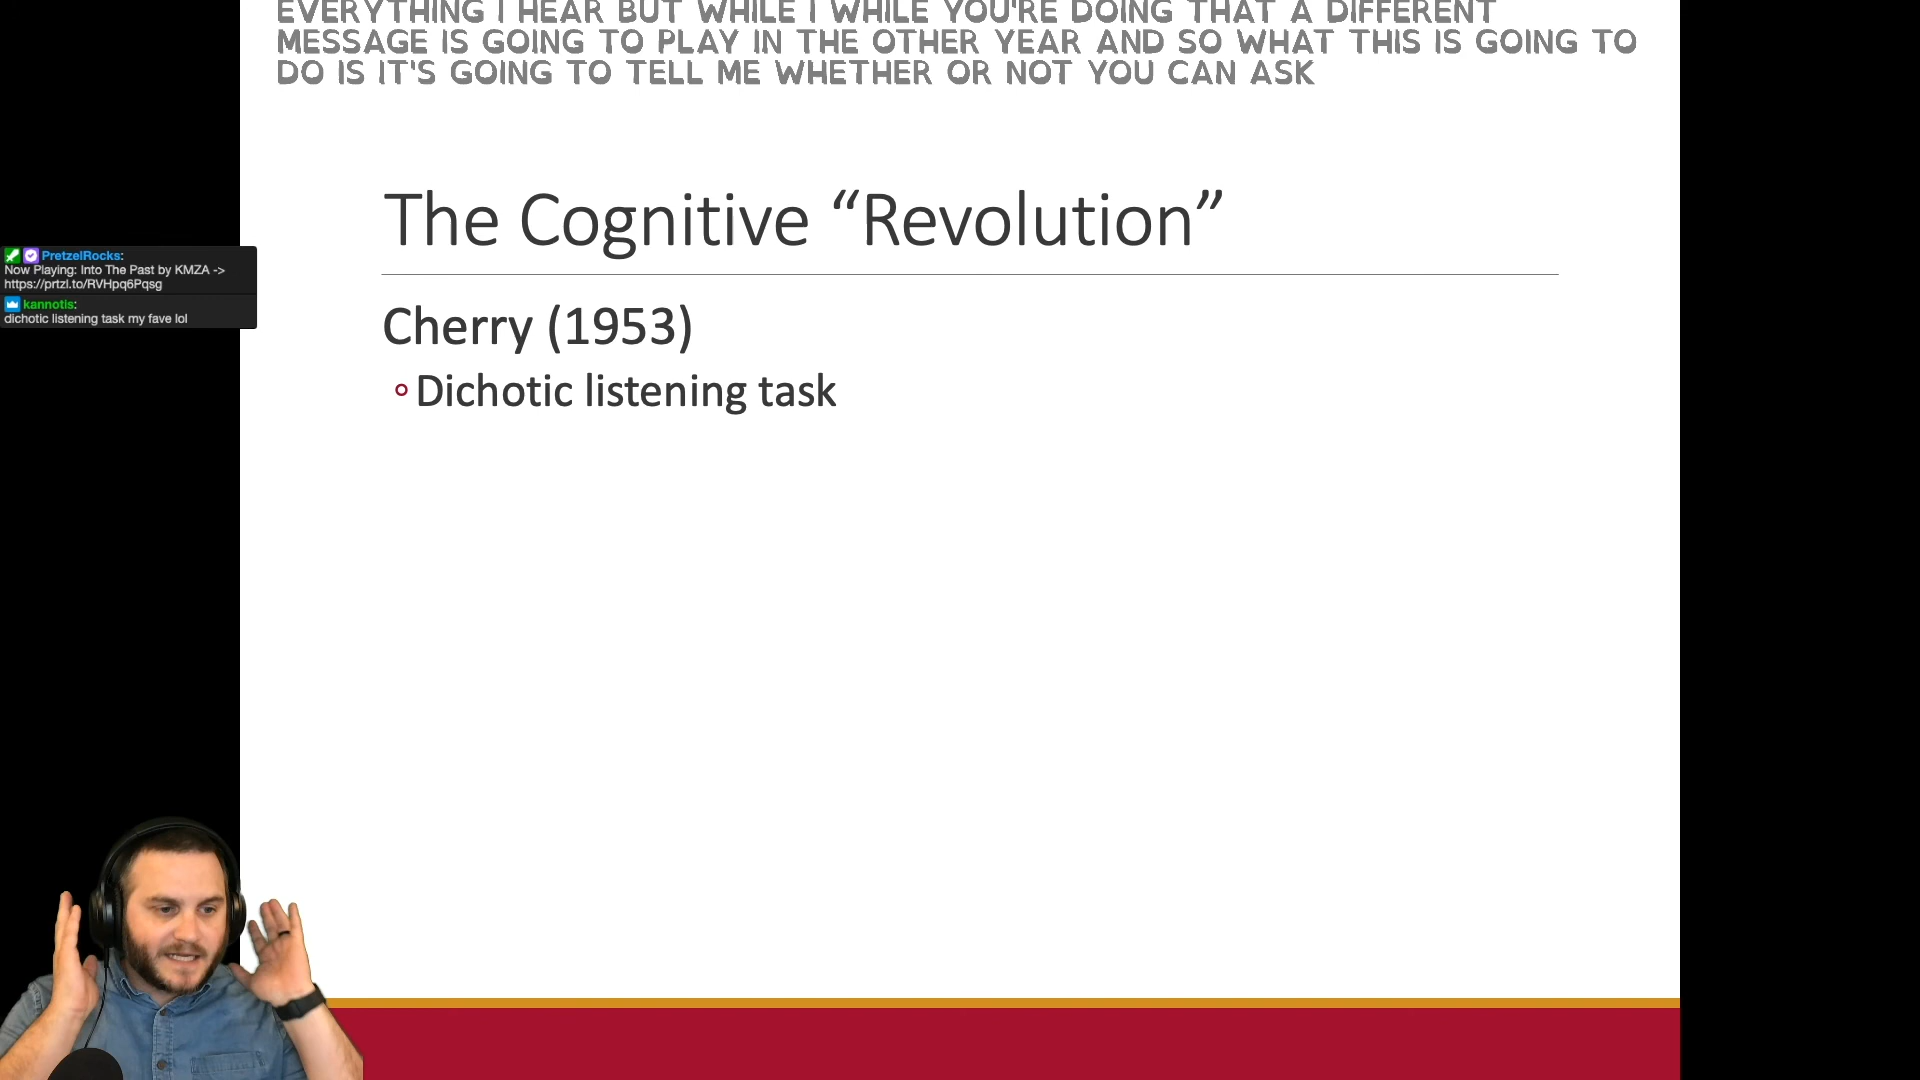 EVERYTHING I HEAR BUT WHILE I WHILE YOU'RE DOING THAT A DIFFERENT
MESSAGE IS GOING TO PLAY IN THE OTHER YEAR AND SO WHAT THIS IS GOING TO
DO IS IT'S GOING TO TELL ME WHETHER OR NOT YOU CAN ASK
The Cognitive “Revolution”
PretzelRocks:
Now Playing: Into The Past by KMZA ->
https://prtzl.to/RVHpq6Pqsg
kannotis:
dichotic listening task my fave lol
Cherry (1953)
Dichotic listening task